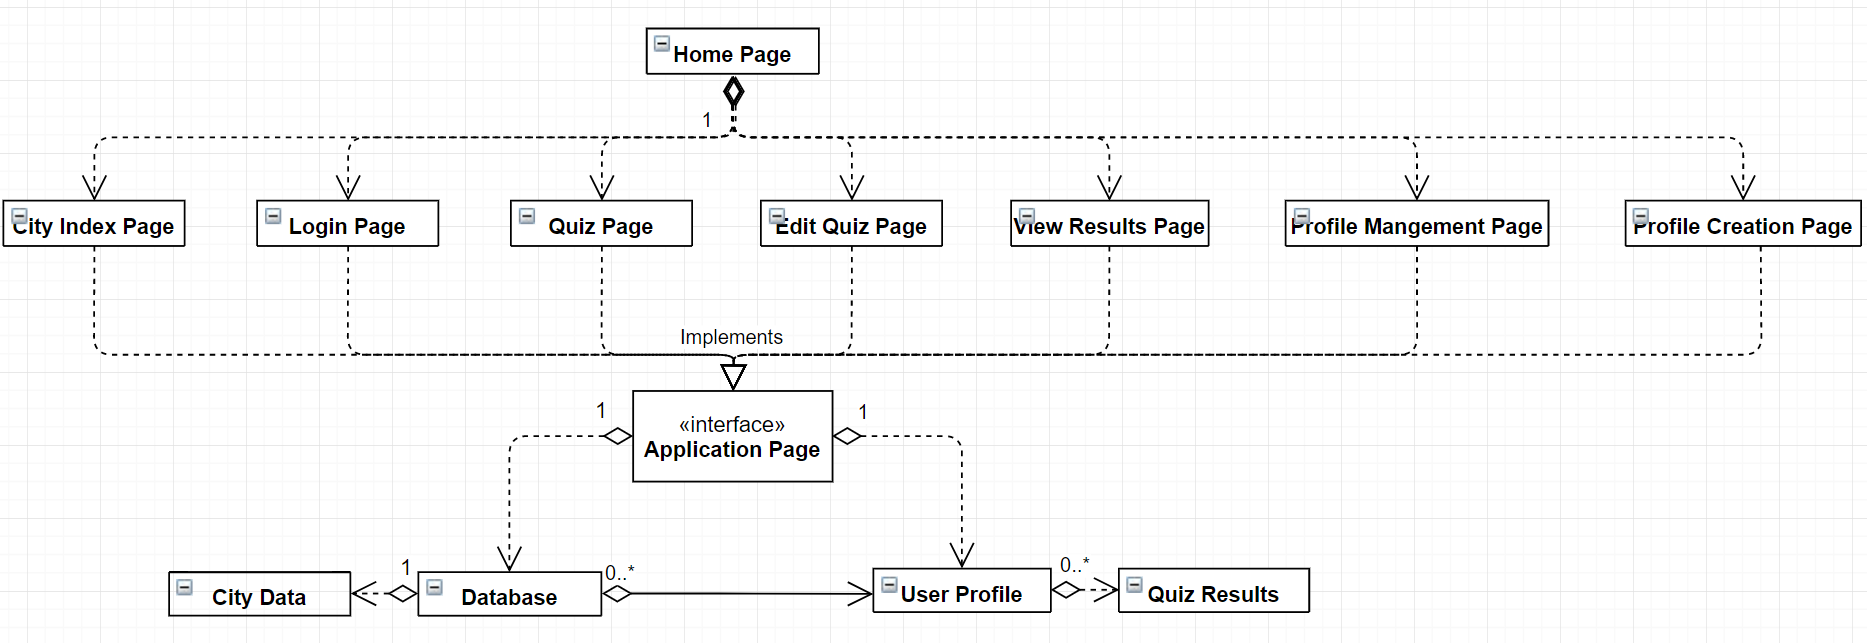 Home Page
1
City Index Page
Login Page
Quiz Page
Edit Quiz Page
View Results Page
Profile Mangement Page
Profile Creation Page
Implements
1
1
«interface»
Application Page
1
0..*
0..*
City Data
Database
User Profile
Quiz Results